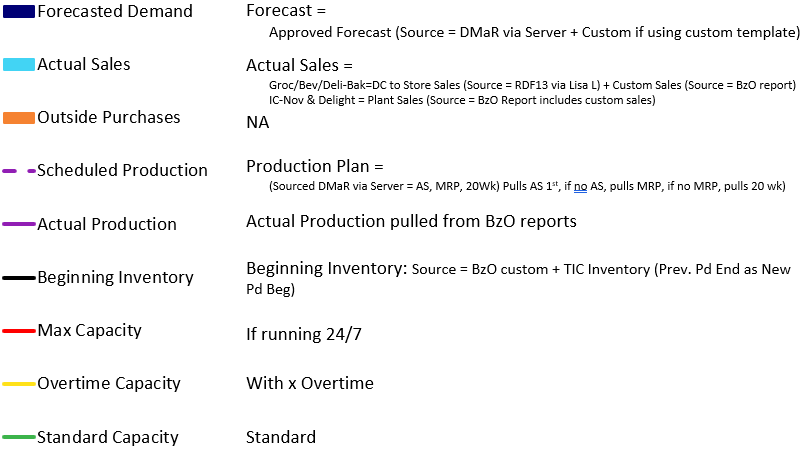 Forecasted Demand
Forecast =
Approved Forecast (Source = DMaR via Server + Custom if using custom template)
Actual Sales
Actual Sales =
Groc/Bev/Deli-Bak=DC to Store Sales (Source = RDF13 via Lisa L) + Custom Sales (Source = BzO report)
IC-Nov & Delight = Plant Sales (Source = BzO Report includes custom sales)
Outside Purchases
NA
Scheduled Production
Production Plan =
(Sourced DMaR via Server = AS, MRP, 20Wk) Pulls AS 1st, if no AS, pulls MRP, if no MRP, pulls 20 wk)
Actual Production
Actual Production pulled from BzO reports
Beginning Inventory
Beginning Inventory: Source = BzO custom + TIC Inventory (Prev. Pd End as New
Pd Beg)
Max Capacity
If running 24/7
Overtime Capacity
With x Overtime
Standard Capacity
Standard